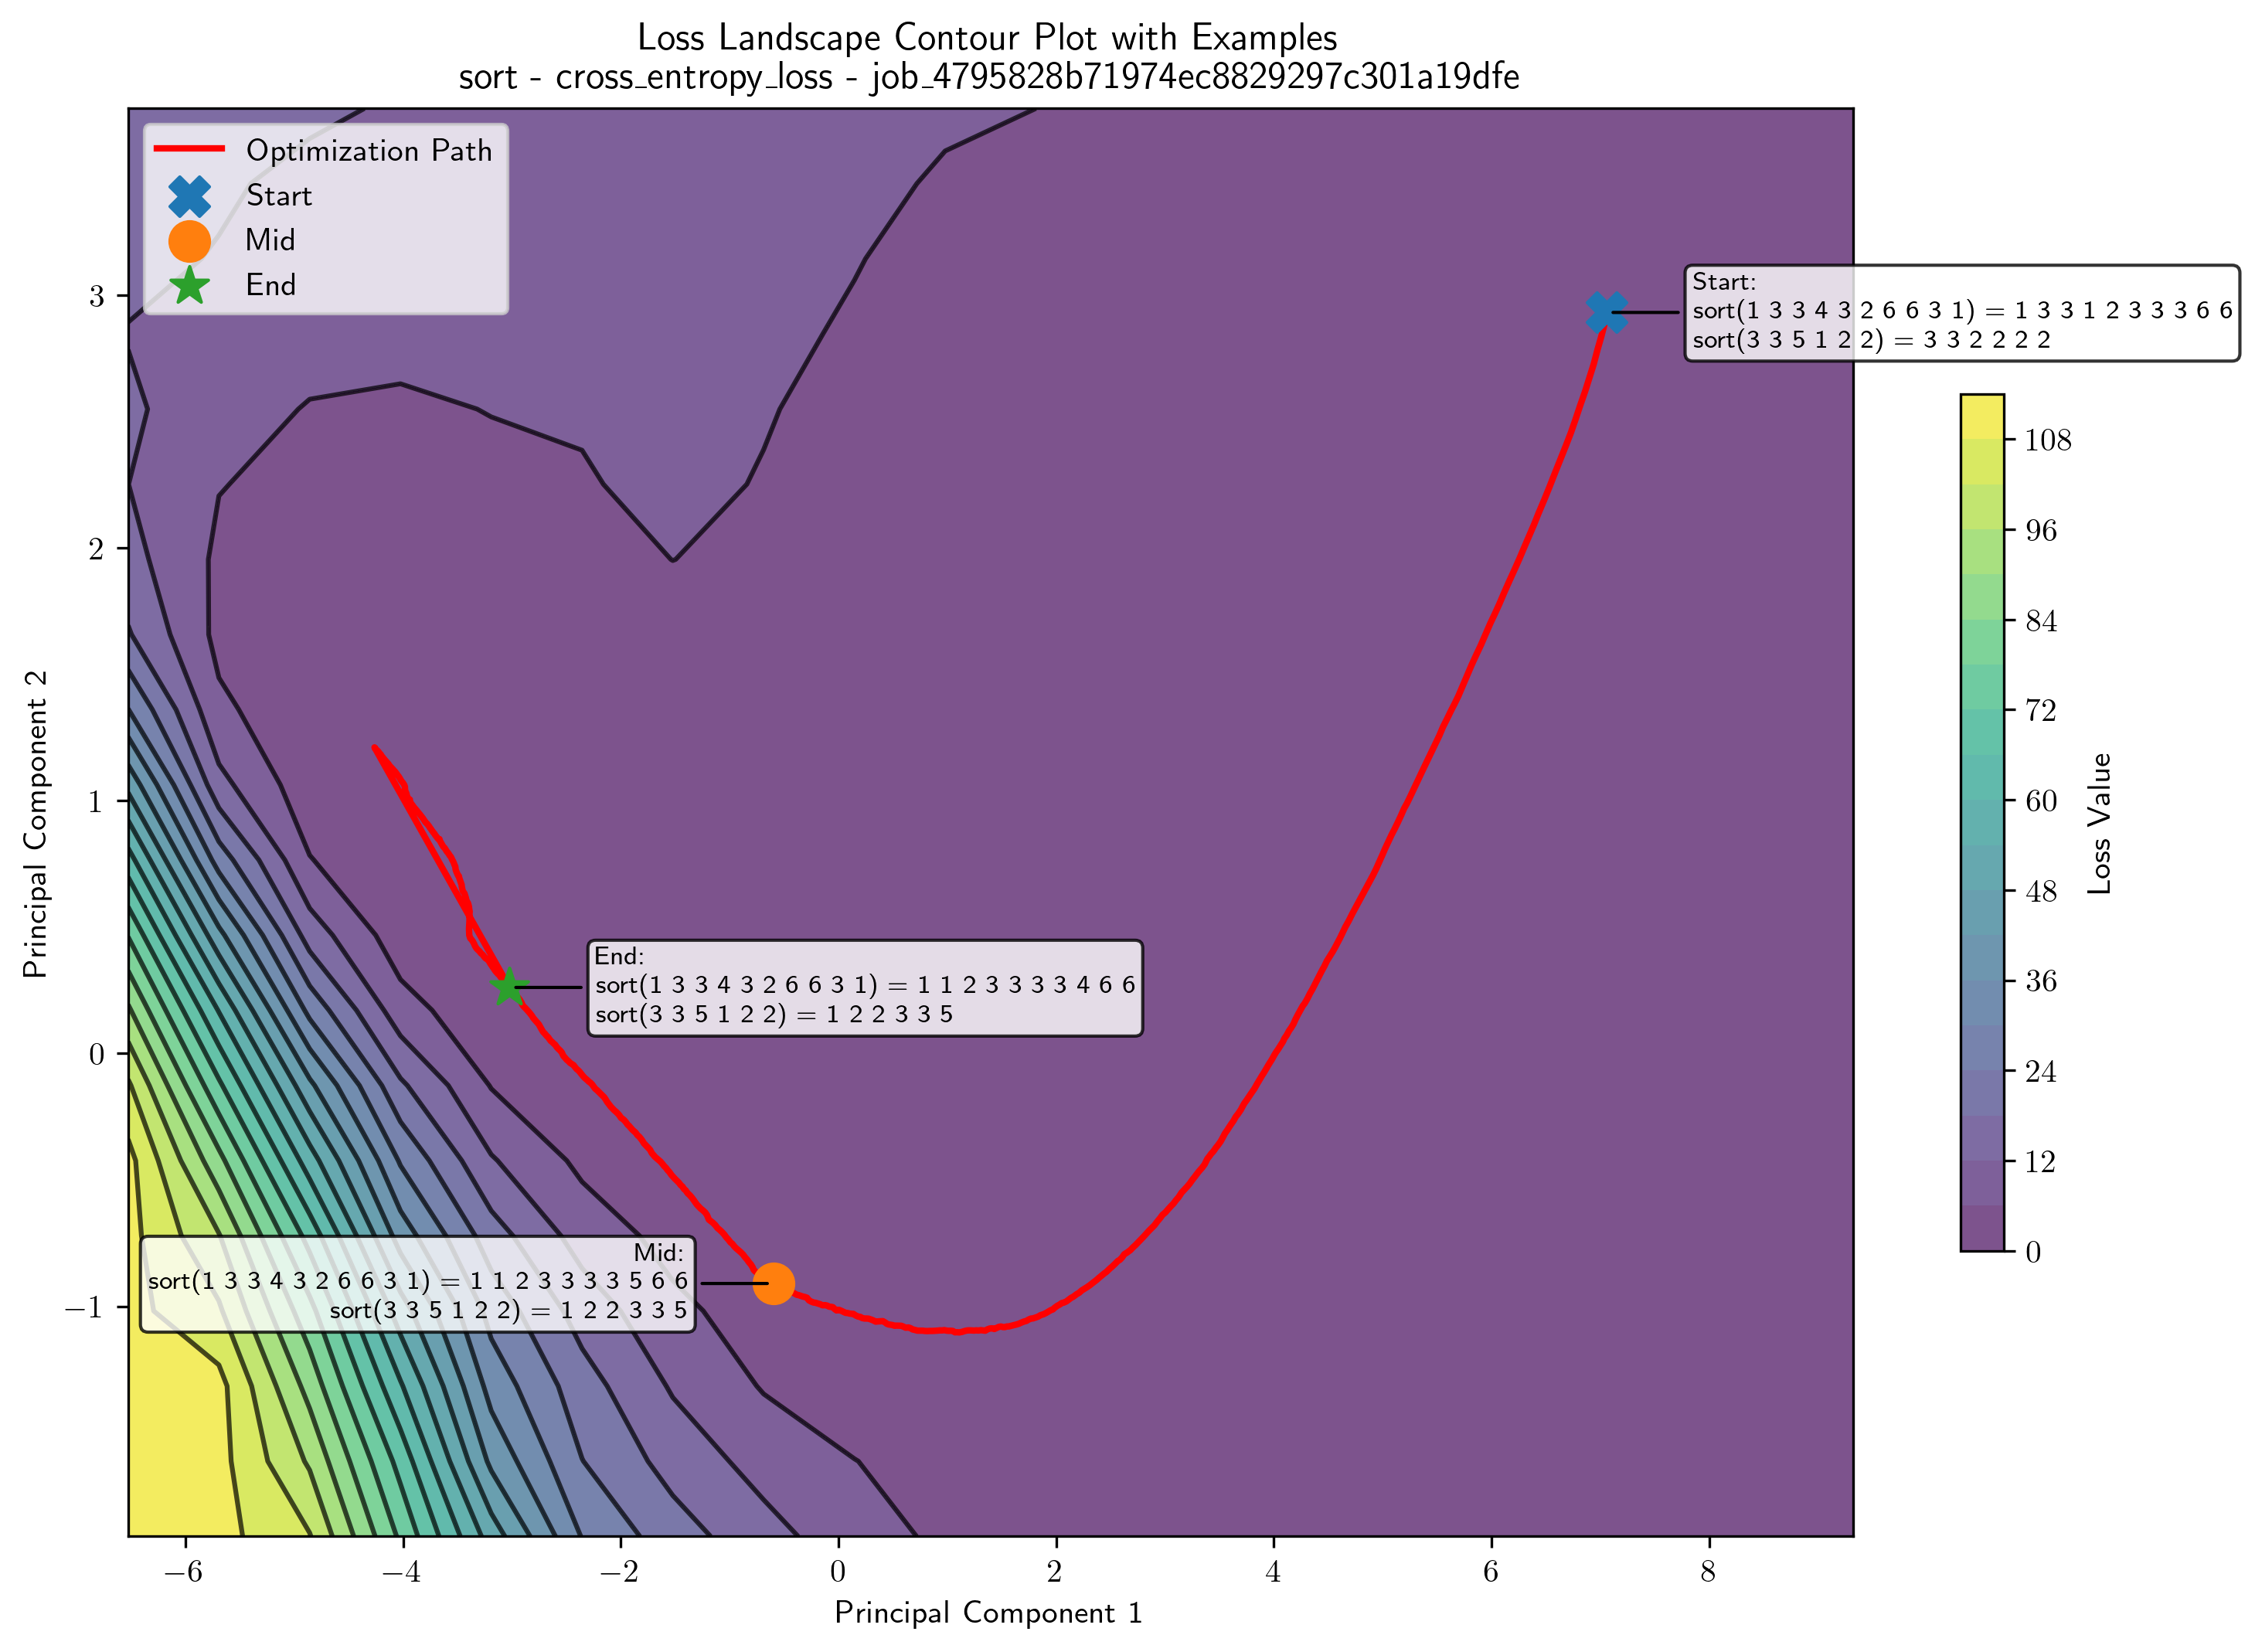 Loss Landscape Contour Plot with Examples
sort - cross_entropy_loss - job_4795828b71974ec8829297c301a19dfe
Optimization Path
Start
Mid
End
Start:
sort(1 3 3 4 3 2 6 6 3 1) = 1 3 3 1 2 3 3 3 6 6
sort(3 3 5 1 2 2) = 3 3 2 2 2 2
End:
sort(1 3 3 4 3 2 6 6 3 1) = 1 1 2 3 3 3 3 4 6 6
sort(3 3 5 1 2 2) = 1 2 2 3 3 5
Mid:
sort(1 3 3 4 3 2 6 6 3 1) = 1 1 2 3 3 3 3 5 6 6
sort(3 3 5 1 2 2) = 1 2 2 3 3 5
3
2
1
0
−1
Principal Component 2
−6
−4
−2
0
2
4
6
8
Principal Component 1
108
96
84
72
60
48
36
24
12
0
Loss Value